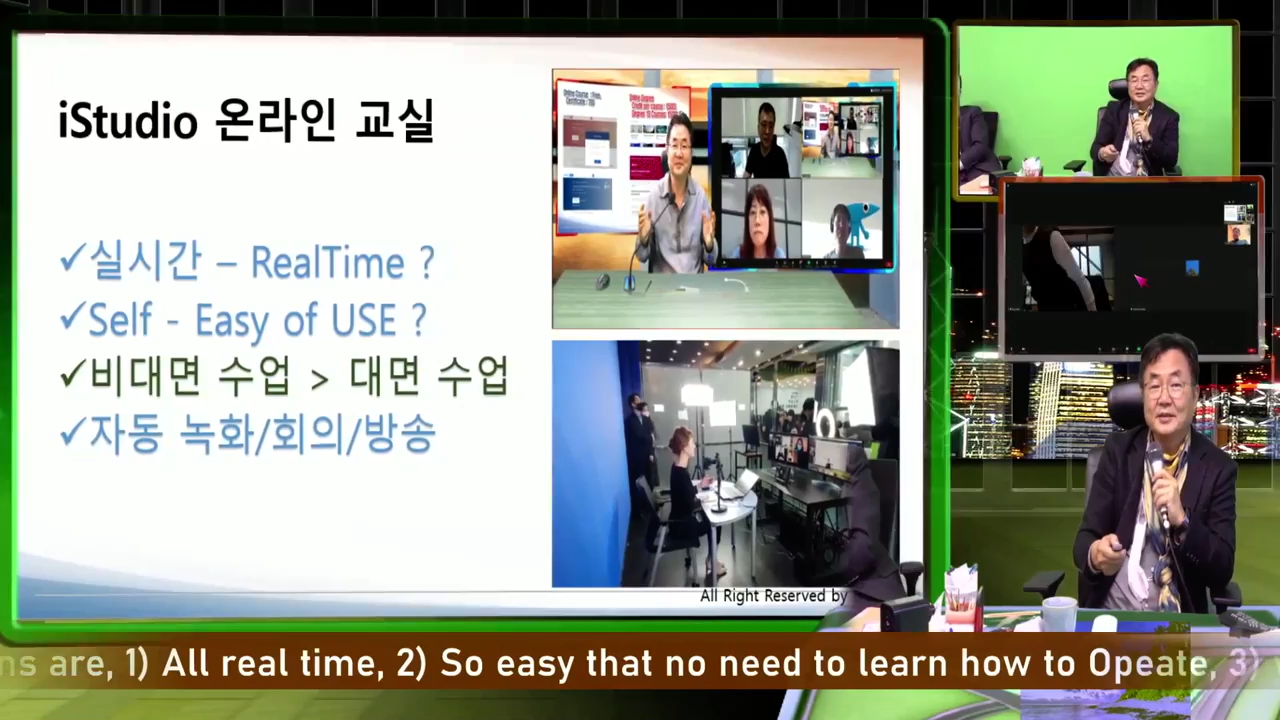 iStudio 온라인 교실
✓실시간 – RealTime ?
✓Self - Easy of USE ?
✓비대면 수업 > 대면 수업
✓자동 녹화/회의/방송
All Right Reserved by
ns are, 1) All real time, 2) So easy that no need to learn how to Opeate, 3)